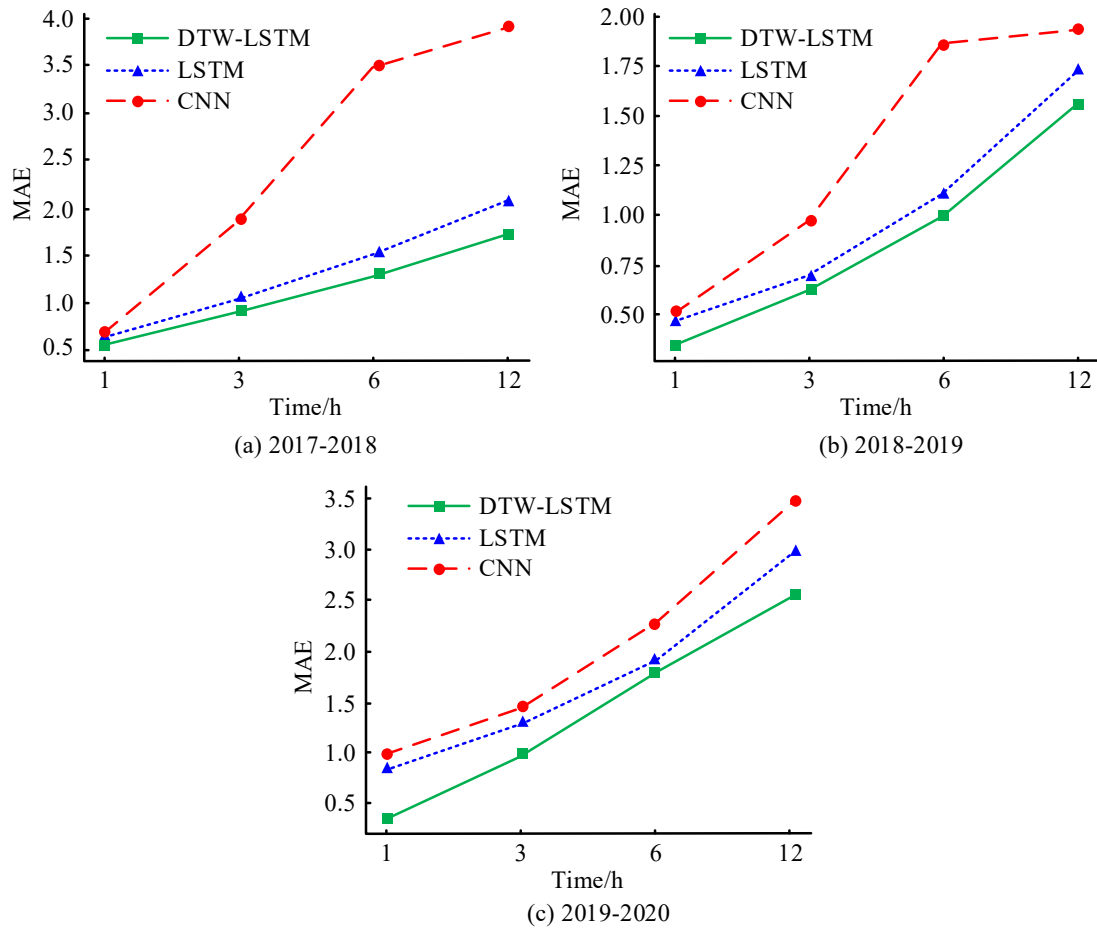 4.0
3.5
3.0
2.5
2.0
1.5
1.0
0.5
MAE
DTW-LSTM
LSTM
CNN
1 3 6 12
Time/h
(a) 2017-2018
2.00
1.75
1.50
1.25
1.00
0.75
0.50
MAE
DTW-LSTM
LSTM
CNN
1 3 6 12
Time/h
(b) 2018-2019
3.5
3.0
2.5
2.0
1.5
1.0
0.5
MAE
DTW-LSTM
LSTM
CNN
1 3 6 12
Time/h
(c) 2019-2020